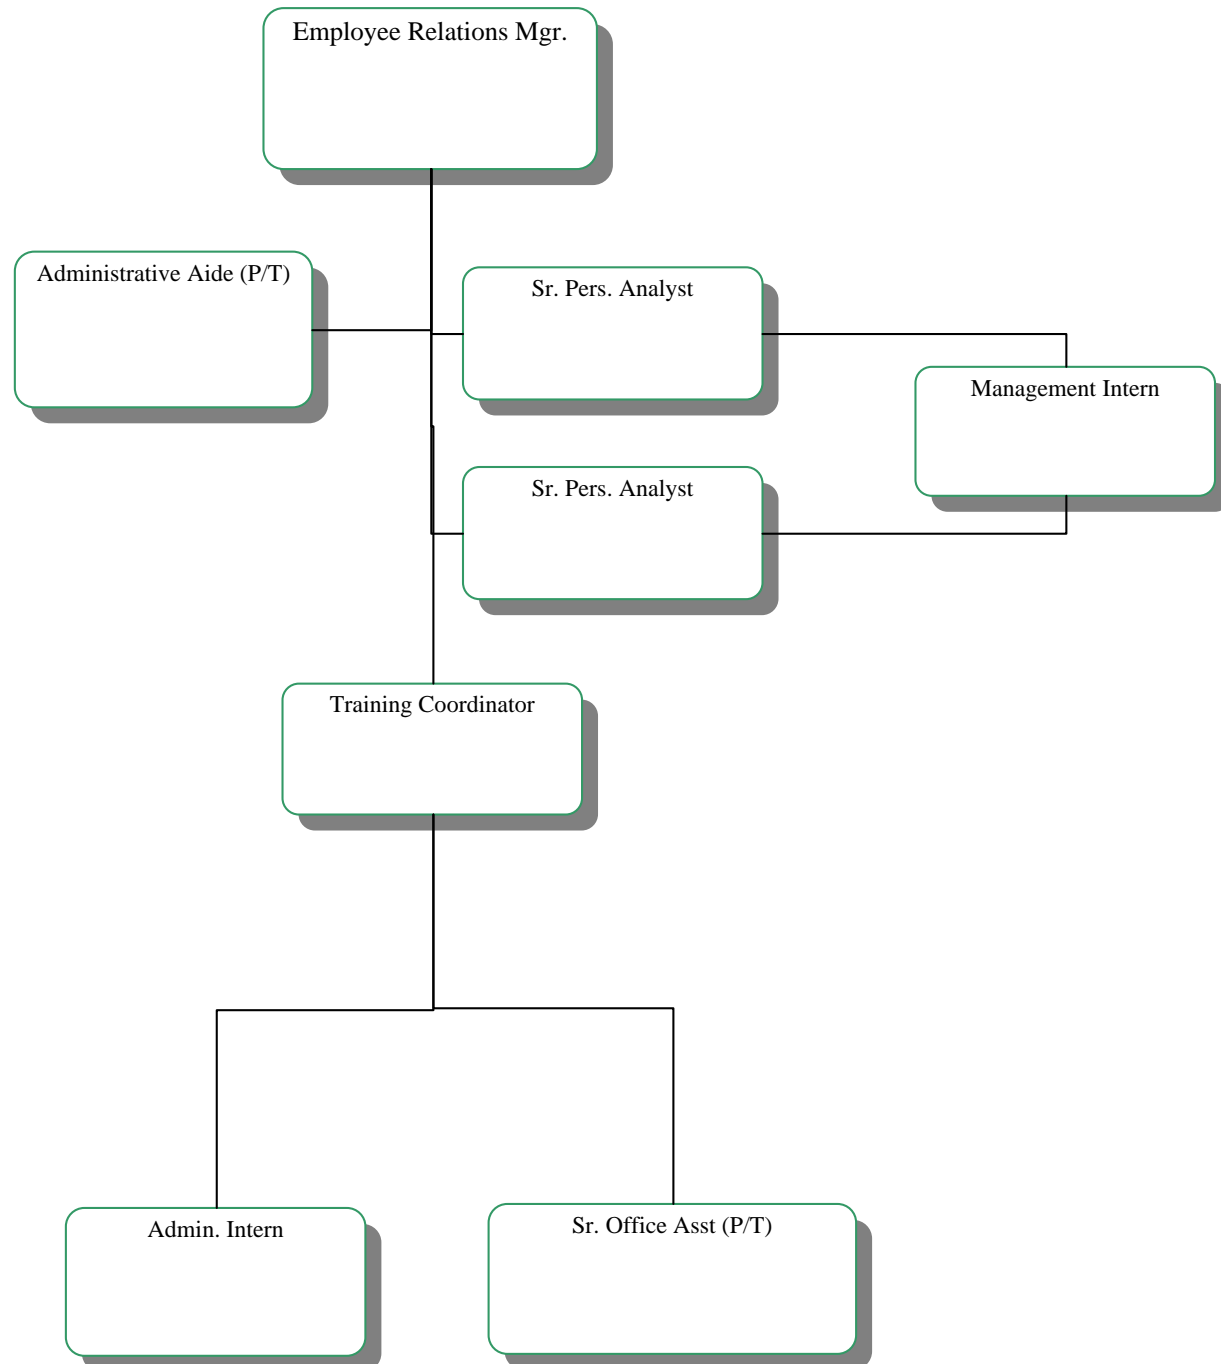 Employee Relations Mgr.
Administrative Aide (P/T)
Sr. Pers. Analyst
Management Intern
Sr. Pers. Analyst
Training Coordinator
Admin. Intern
Sr. Office Asst (P/T)